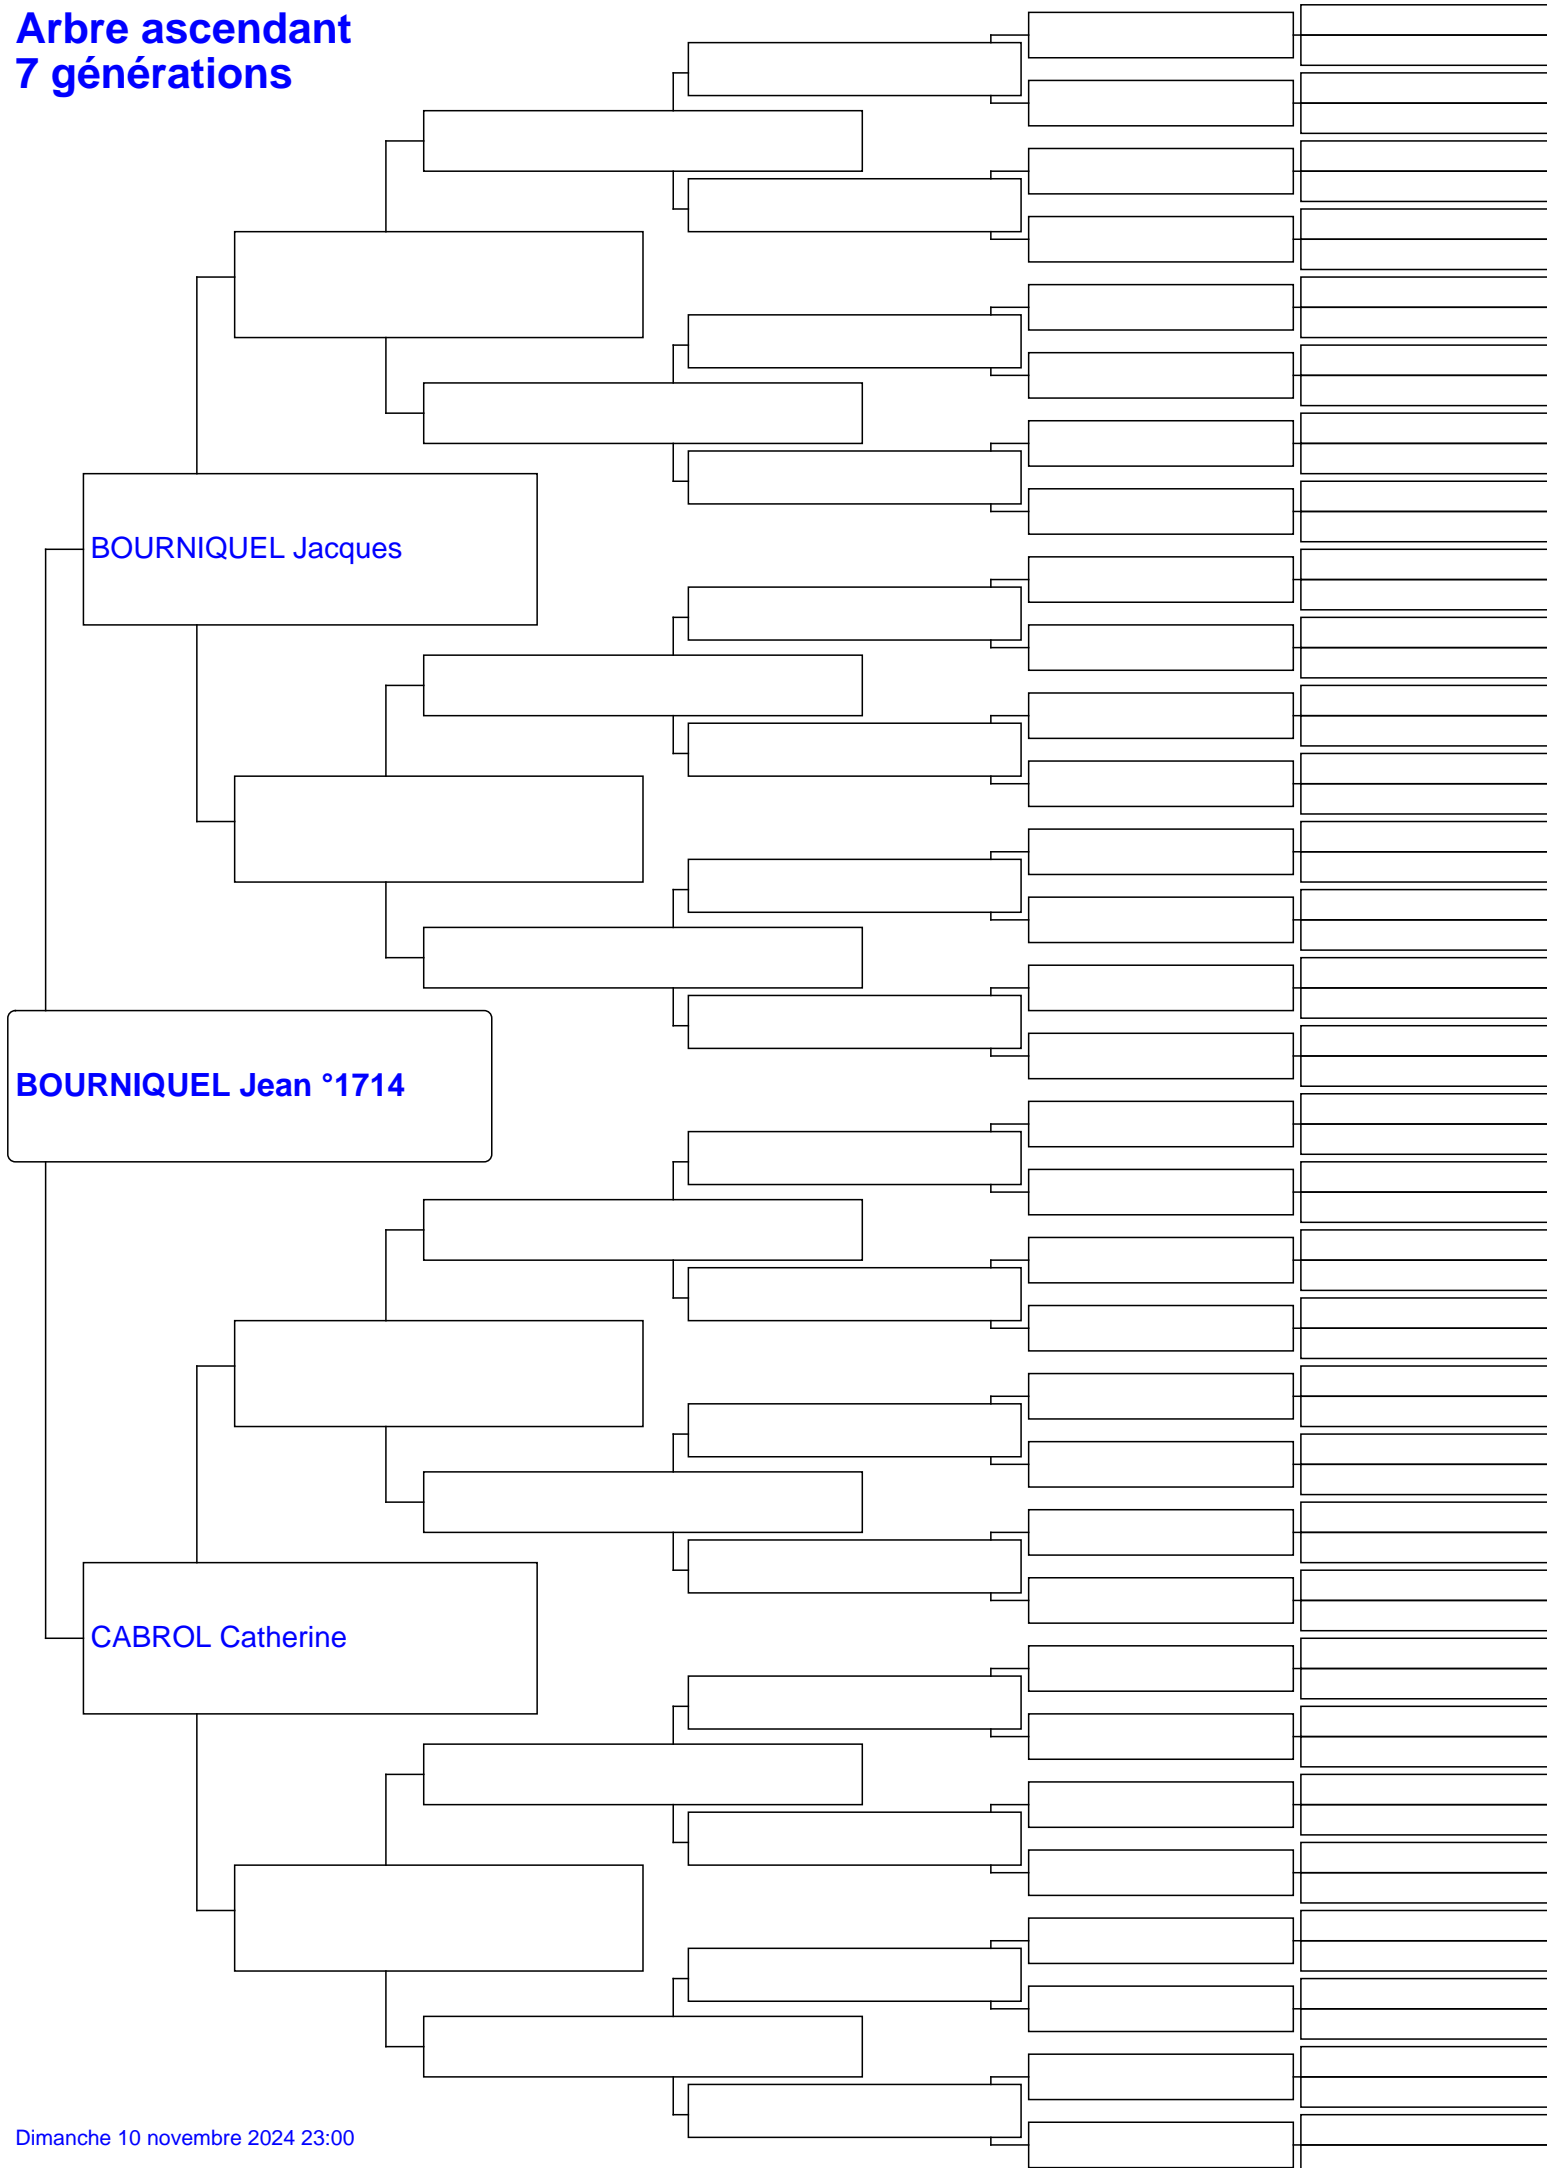 Arbre ascendant
7 générations
BOURNIQUEL Jacques
BOURNIQUEL Jean °1714
CABROL Catherine
Dimanche 10 novembre 2024 23:00